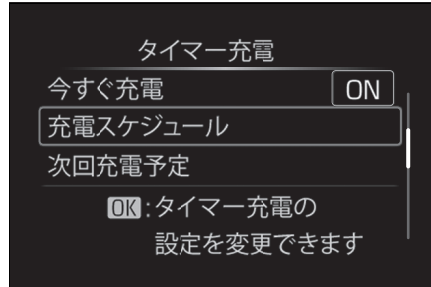 タイマー充電
今すぐ充電 ON
充電スケジュール
次回充電予定
OK:タイマー充電の
設定を変更できます